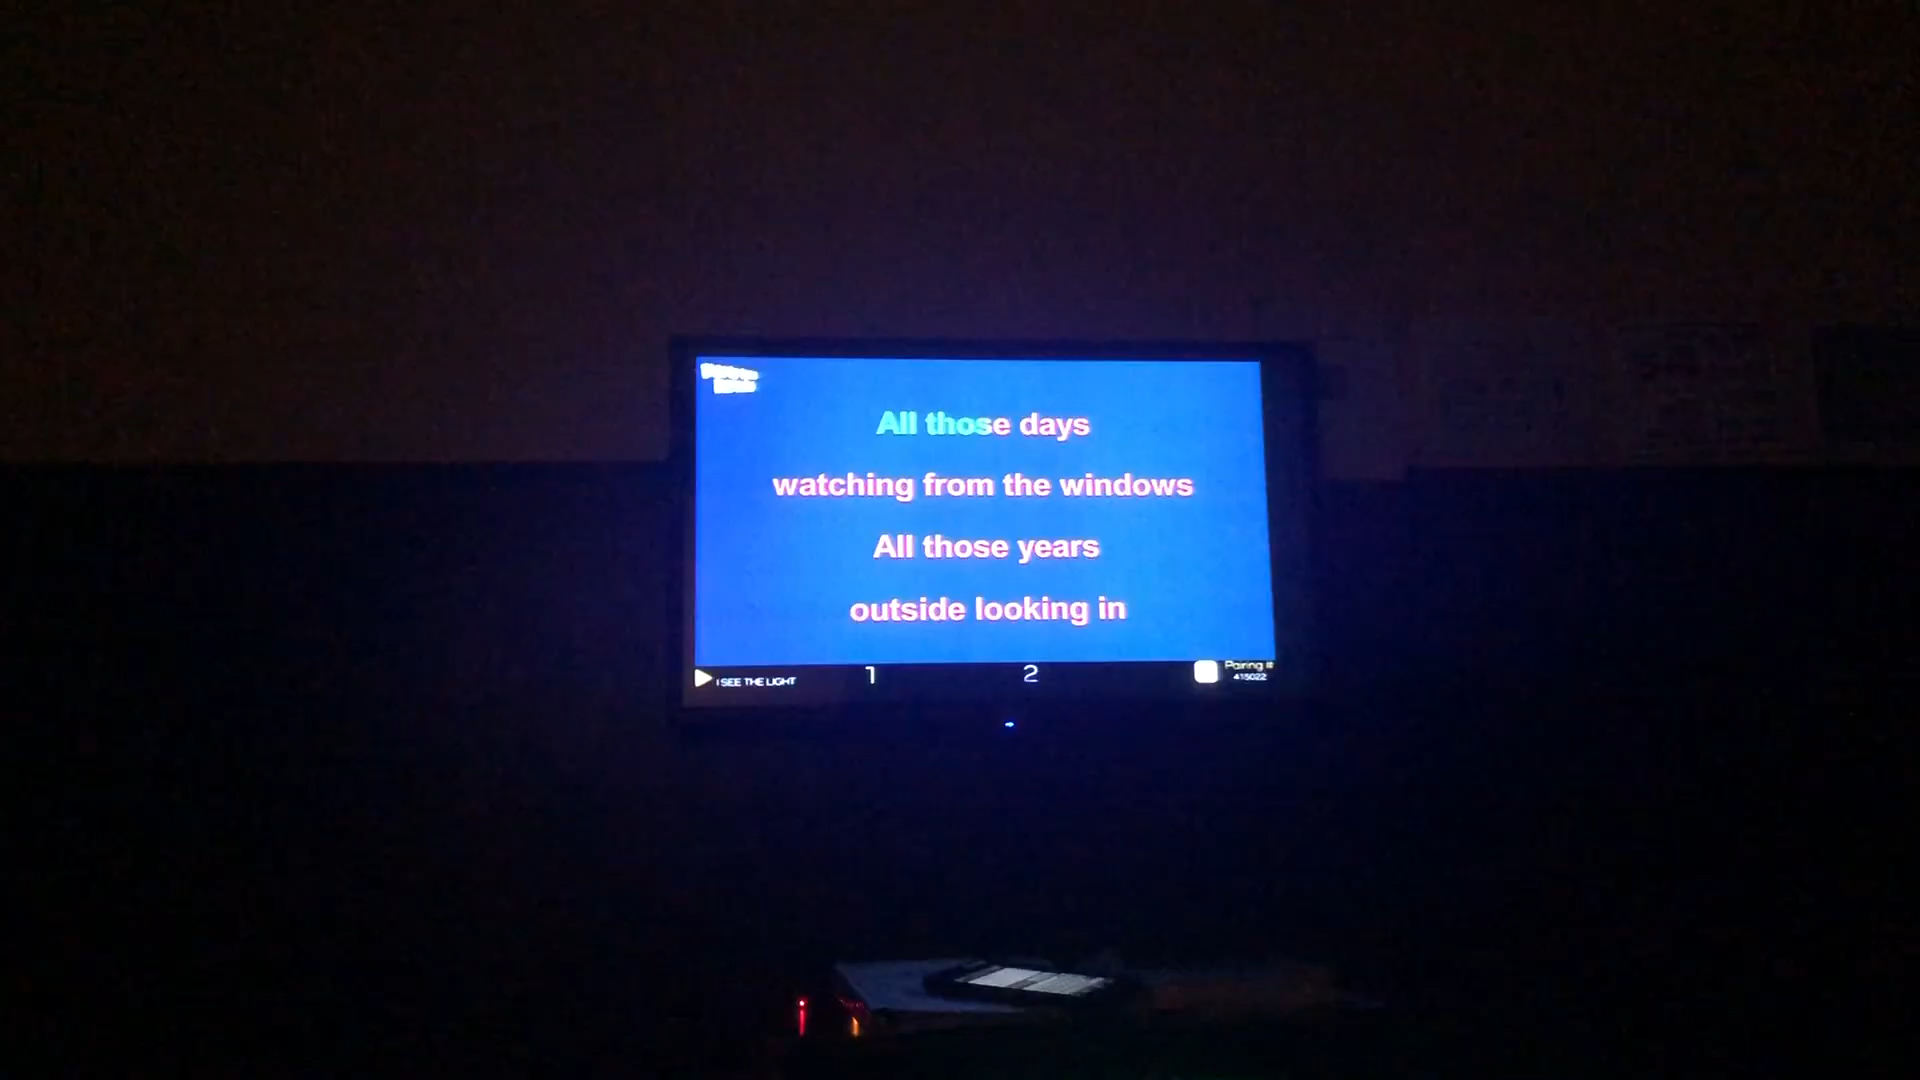 All those days
watching from the windows
All those years
outside looking in
I SEE THE LIGHT
1
2
Pairing #
415022